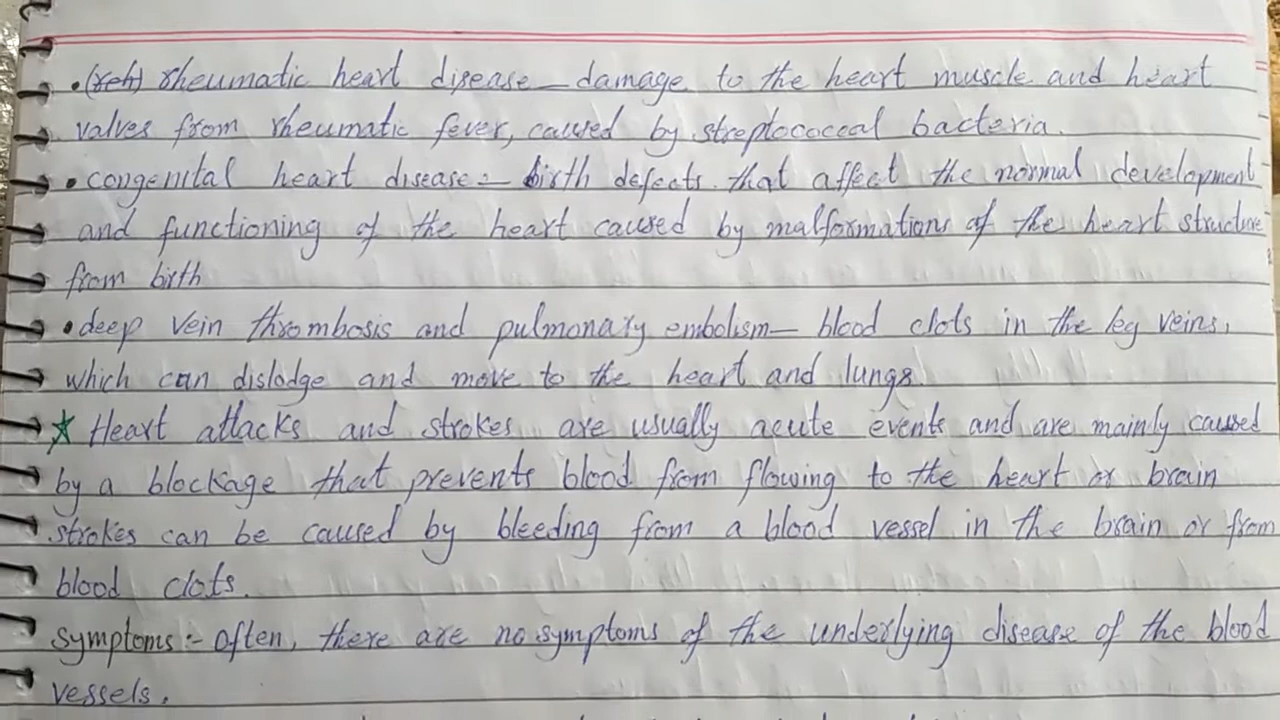 • (reh) rheumatic heart disease – damage to the heart muscle and heart
valves from rheumatic fever, caused by streptococcal bacteria.
• congenital heart disease :- birth defects that affect the normal development
and functioning of the heart caused by malformations of the heart structure
from birth
• deep vein thrombosis and pulmonary embolism – blood clots in the leg veins,
which can dislodge and move to the heart and lungs.
☆ Heart attacks and strokes are usually acute events and are mainly caused
by a blockage that prevents blood from flowing to the heart or brain
strokes can be caused by bleeding from a blood vessel in the brain or from
blood clots.
Symptoms :- often, there are no symptoms of the underlying disease of the blood
vessels.